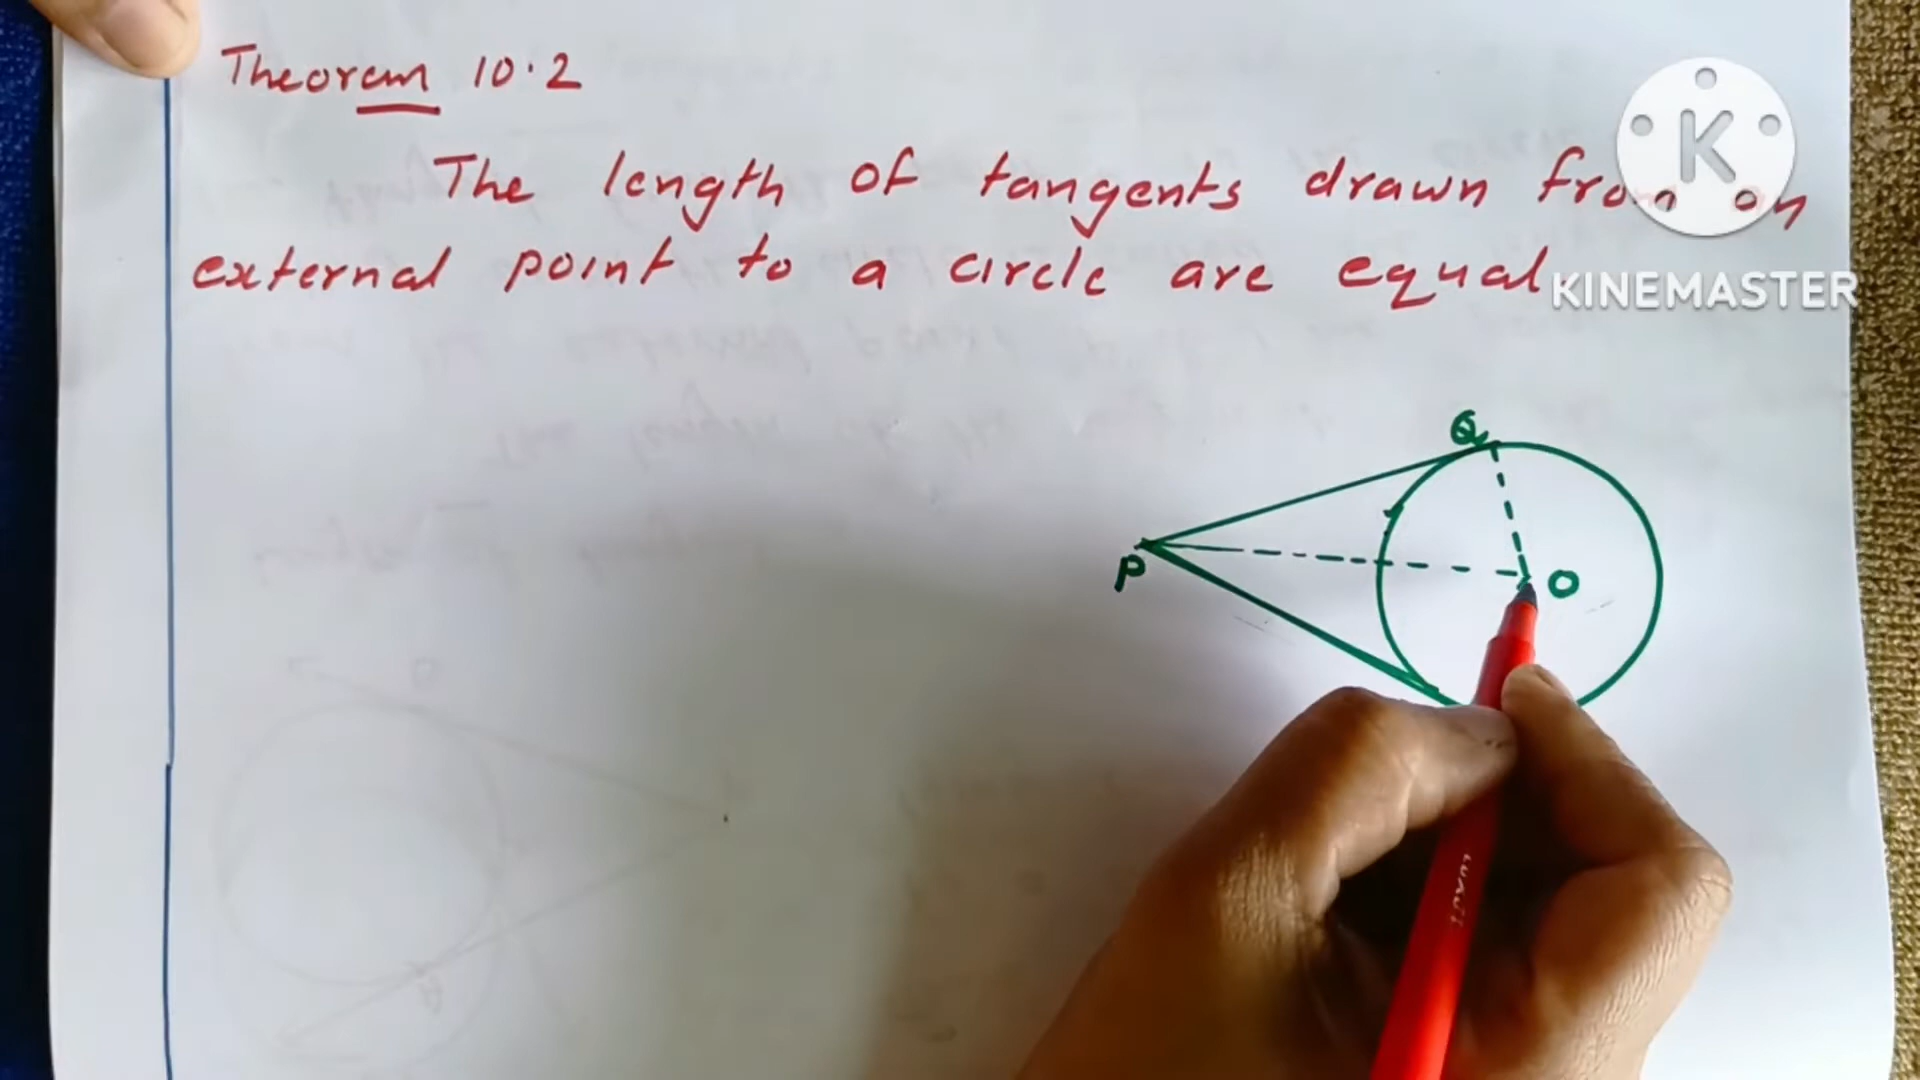 Theorem 10.2
The length of tangents drawn from an
external point to a circle are equal
K
KINEMASTER
Q
P
O